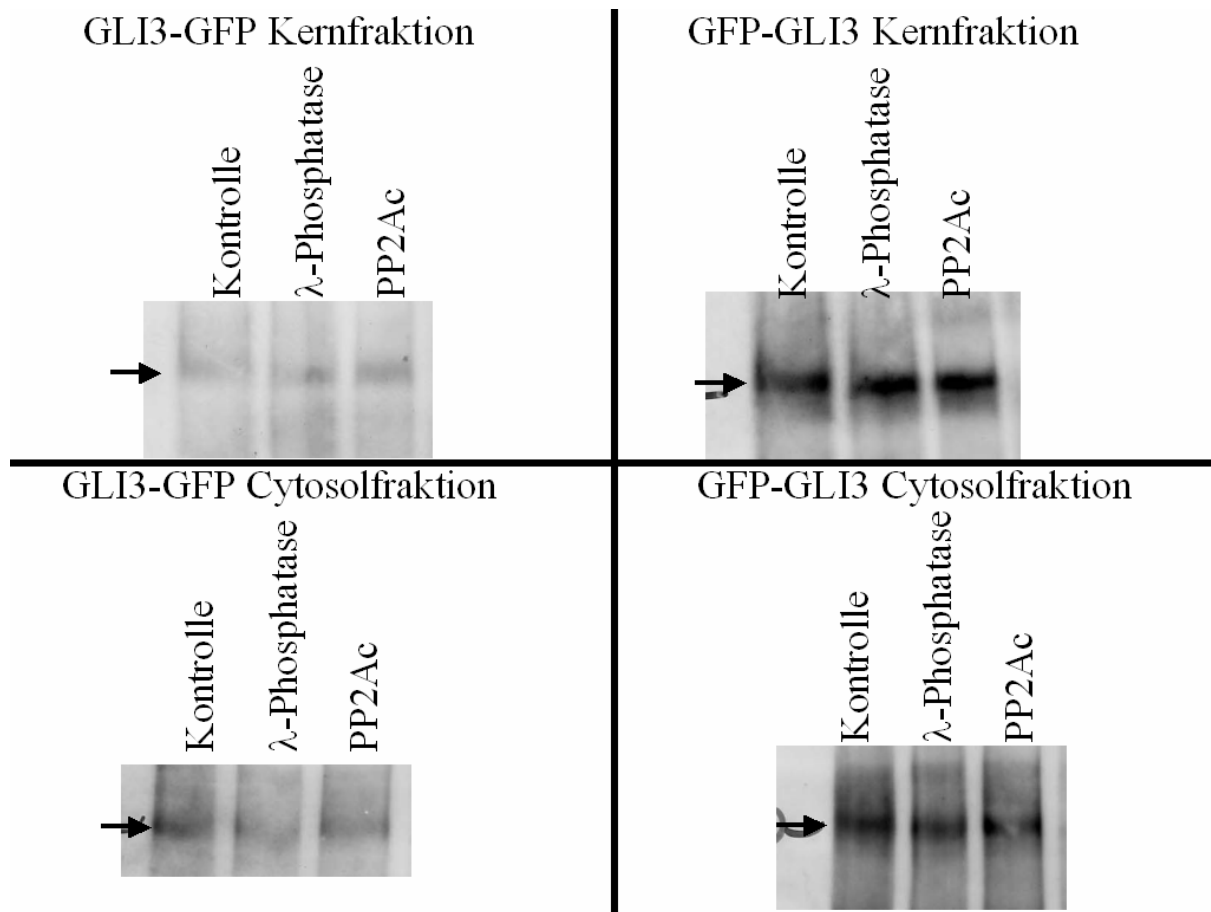 GLI3-GFP Kernfraktion
Kontrolle
λ-Phosphatase
PP2Ac
GFP-GLI3 Kernfraktion
Kontrolle
λ-Phosphatase
PP2Ac
GLI3-GFP Cytosolfraktion
Kontrolle
λ-Phosphatase
PP2Ac
GFP-GLI3 Cytosolfraktion
Kontrolle
λ-Phosphatase
PP2Ac